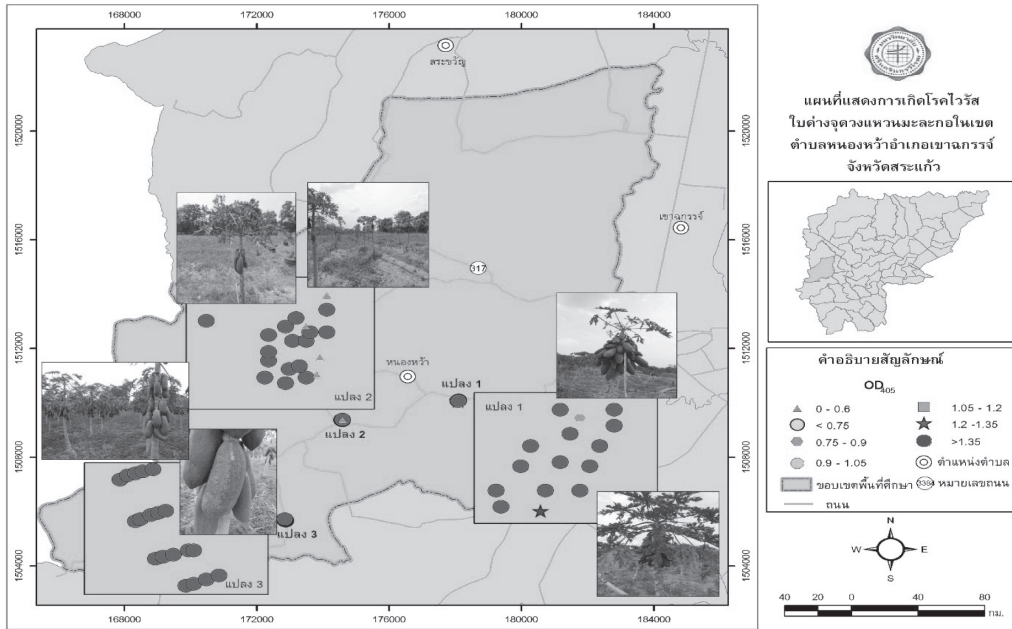 168000 172000 176000 180000 184000
1520000
1516000
1512000
1508000
1504000
สระขวัญ
เขาฉกรรจ์
317
หนองหว้า
แปลง 1
แปลง 2
แปลง 3
แปลง 2
แปลง 1
แปลง 3
168000 172000 176000 180000 184000
1520000
1516000
1512000
1508000
1504000
แผนที่แสดงการเกิดโรคไวรัส
ใบด่างจุดวงแหวนมะละกอในเขต
ตำบลหนองหว้าอำเภอเขาฉกรรจ์
จังหวัดสระแก้ว
คำอธิบายสัญลักษณ์
OD405
0 - 0.6
< 0.75
0.75 - 0.9
0.9 - 1.05
ขอบเขตพื้นที่ศึกษา
ถนน
1.05 - 1.2
1.2 -1.35
>1.35
ตำแหน่งตำบล
3384 หมายเลขถนน
N
W E
S
40 20 0 40 80
กม.